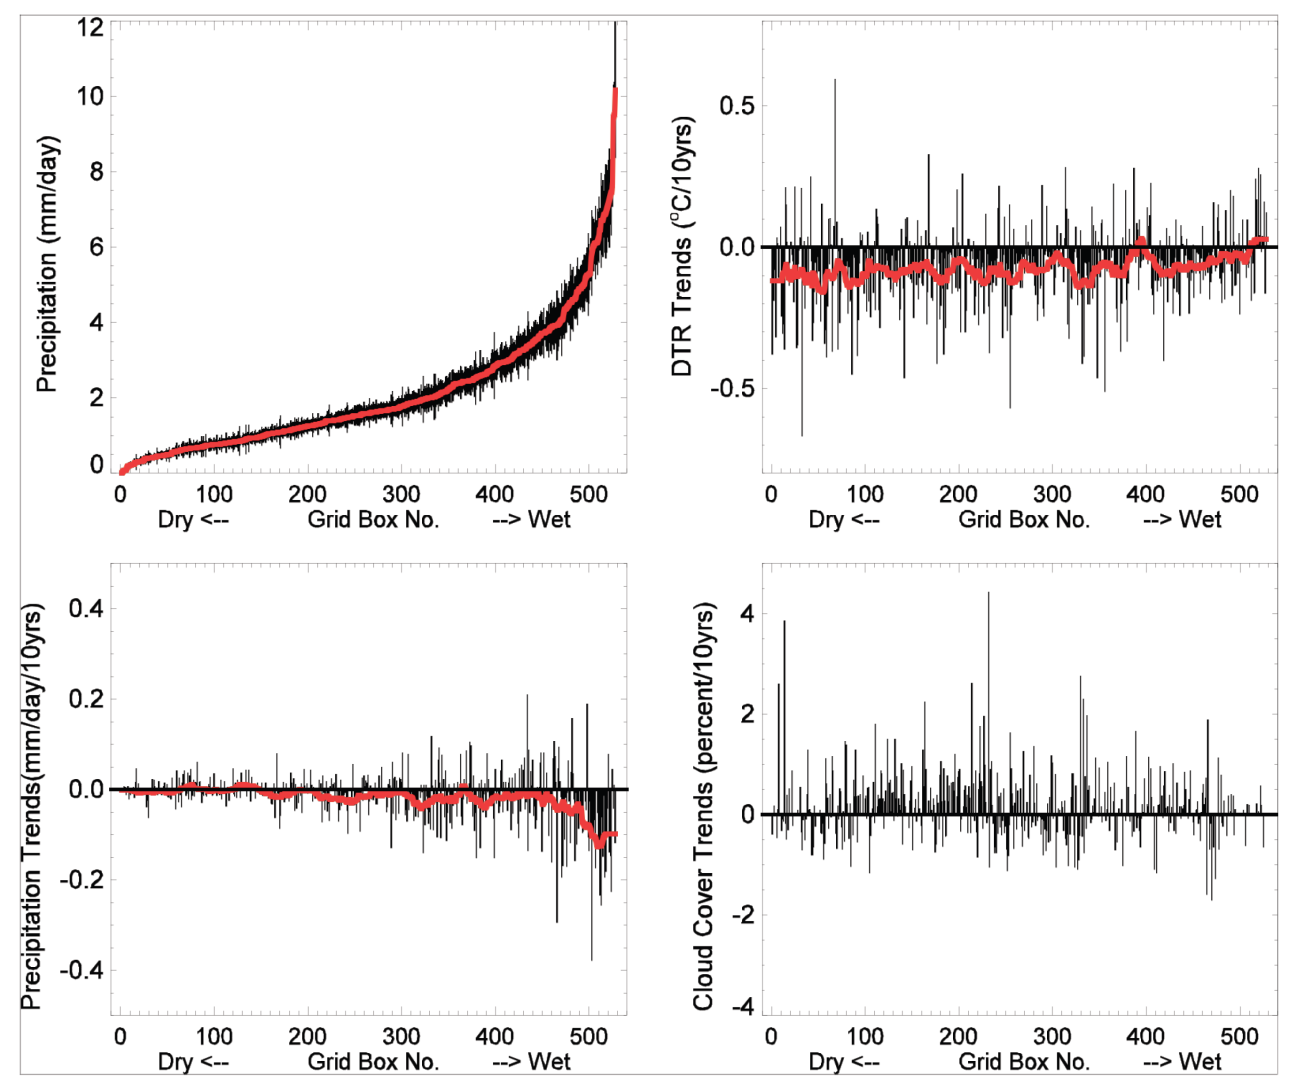 Precipitation (mm/day)
12
10
8
6
4
2
0
0 100 200 300 400 500
Dry <-- Grid Box No. --> Wet
DTR Trends (°C/10yrs)
0.5
0.0
-0.5
0 100 200 300 400 500
Dry <-- Grid Box No. --> Wet
Precipitation Trends(mm/day/10yrs)
0.4
0.2
0.0
-0.2
-0.4
0 100 200 300 400 500
Dry <-- Grid Box No. --> Wet
Cloud Cover Trends (percent/10yrs)
4
2
0
-2
-4
0 100 200 300 400 500
Dry <-- Grid Box No. --> Wet